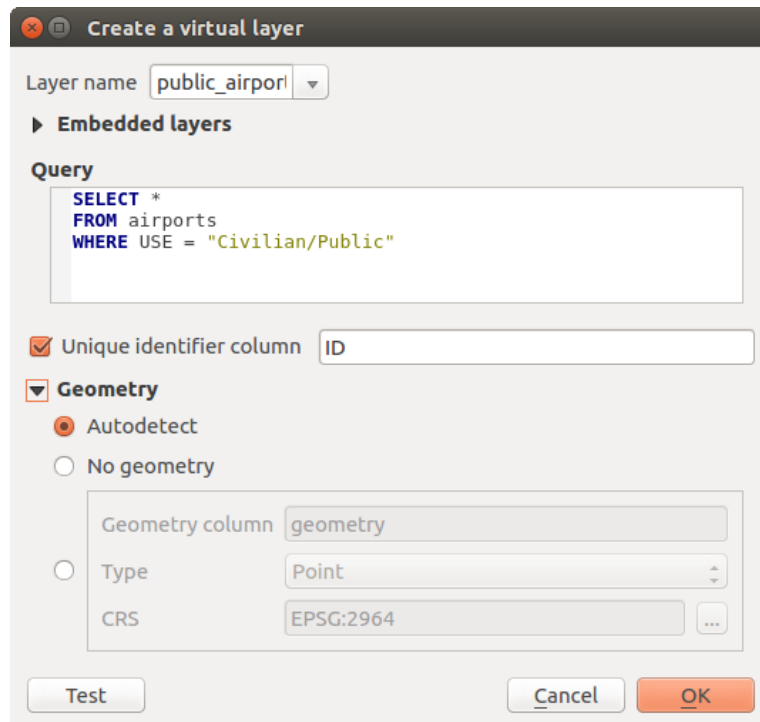 Create a virtual layer
Layer name public_airport
Embedded layers
Query
SELECT *
FROM airports
WHERE USE = "Civilian/Public"
Unique identifier column ID
Geometry
Autodetect
No geometry
Geometry column geometry
Type Point
CRS EPSG:2964 ...
Test Cancel OK